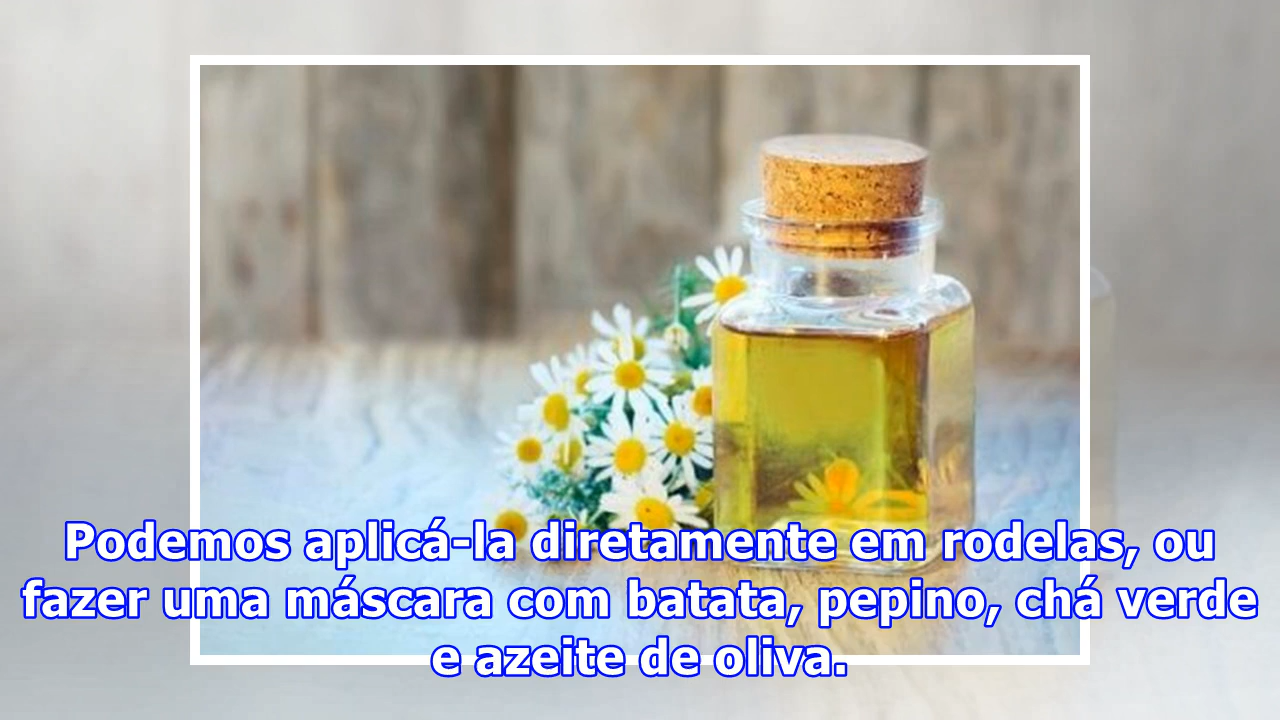 Podemos aplicá-la diretamente em rodelas, ou
fazer uma máscara com batata, pepino, chá verde
e azeite de oliva.